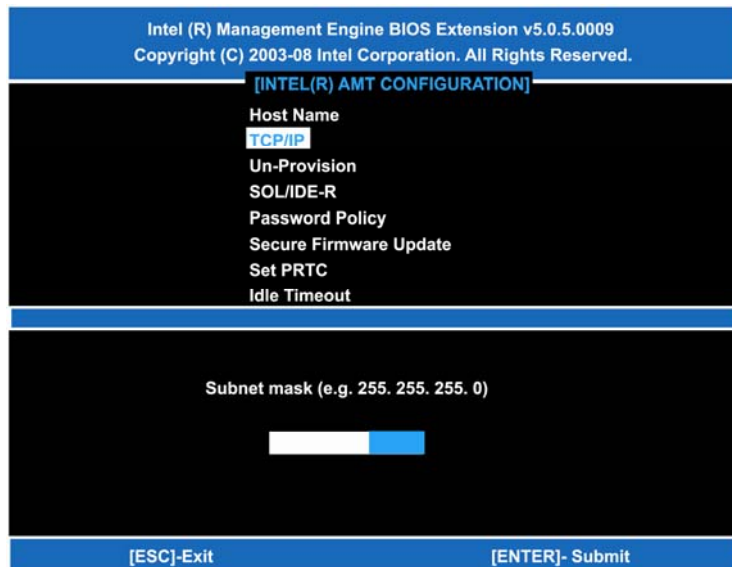 Intel (R) Management Engine BIOS Extension v5.0.5.0009
Copyright (C) 2003-08 Intel Corporation. All Rights Reserved.
[INTEL(R) AMT CONFIGURATION]
Host Name
TCP/IP
Un-Provision
SOL/IDE-R
Password Policy
Secure Firmware Update
Set PRTC
Idle Timeout
Subnet mask (e.g. 255. 255. 255. 0)
[ESC]-Exit [ENTER]- Submit